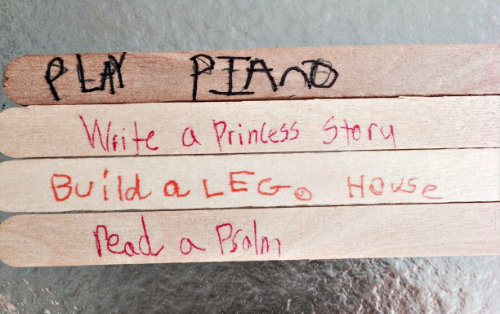 PLAY PIANO
Write a Princess Story
Build a LEGo House
Read a Psalm